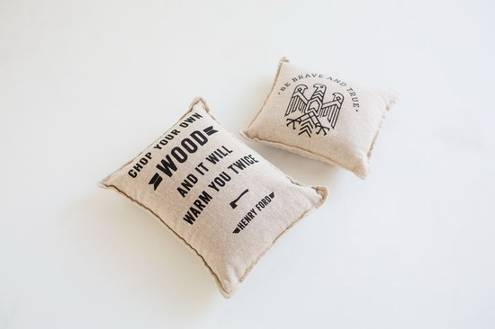 CHOP YOUR OWN
WOOD
AND IT WILL
WARM YOU TWICE
HENRY FORD
• BE BRAVE AND TRUE •